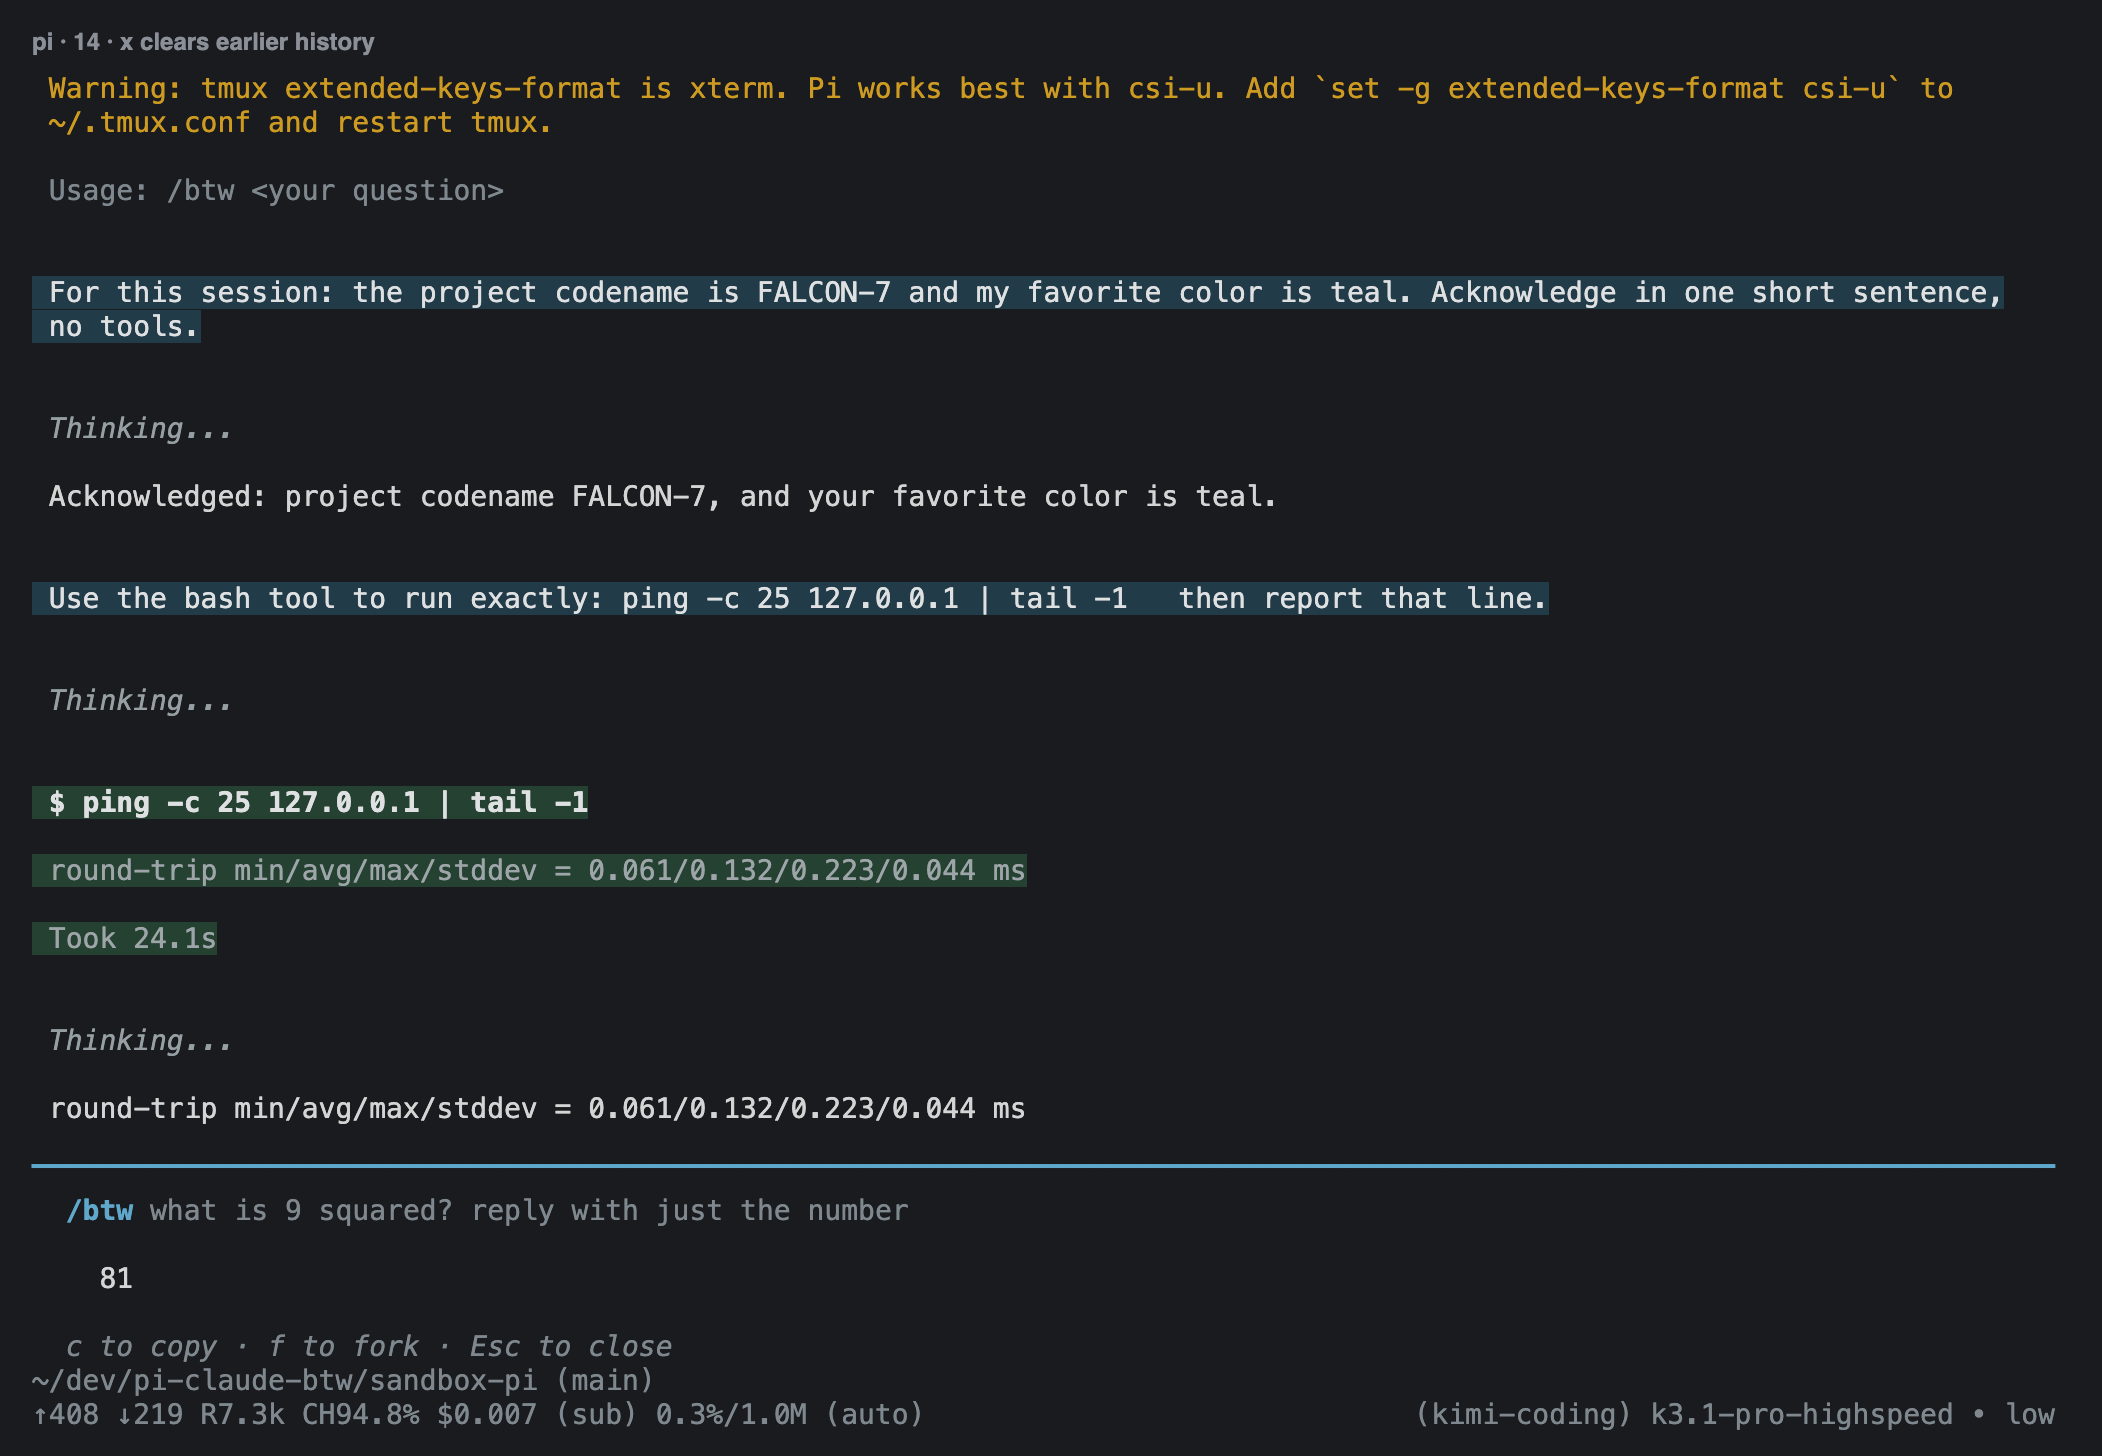 pi · 14 · x clears earlier history
Warning: tmux extended-keys-format is xterm. Pi works best with csi-u. Add `set -g extended-keys-format csi-u` to
~/.tmux.conf and restart tmux.
Usage: /btw <your question>
For this session: the project codename is FALCON-7 and my favorite color is teal. Acknowledge in one short sentence,
no tools.
Thinking...
Acknowledged: project codename FALCON-7, and your favorite color is teal.
Use the bash tool to run exactly: ping -c 25 127.0.0.1 | tail -1   then report that line.
Thinking...
$ ping -c 25 127.0.0.1 | tail -1
round-trip min/avg/max/stddev = 0.061/0.132/0.223/0.044 ms
Took 24.1s
Thinking...
round-trip min/avg/max/stddev = 0.061/0.132/0.223/0.044 ms
/btw what is 9 squared? reply with just the number
81
c to copy · f to fork · Esc to close
~/dev/pi-claude-btw/sandbox-pi (main)
↑408 ↓219 R7.3k CH94.8% $0.007 (sub) 0.3%/1.0M (auto) (kimi-coding) k3.1-pro-highspeed • low